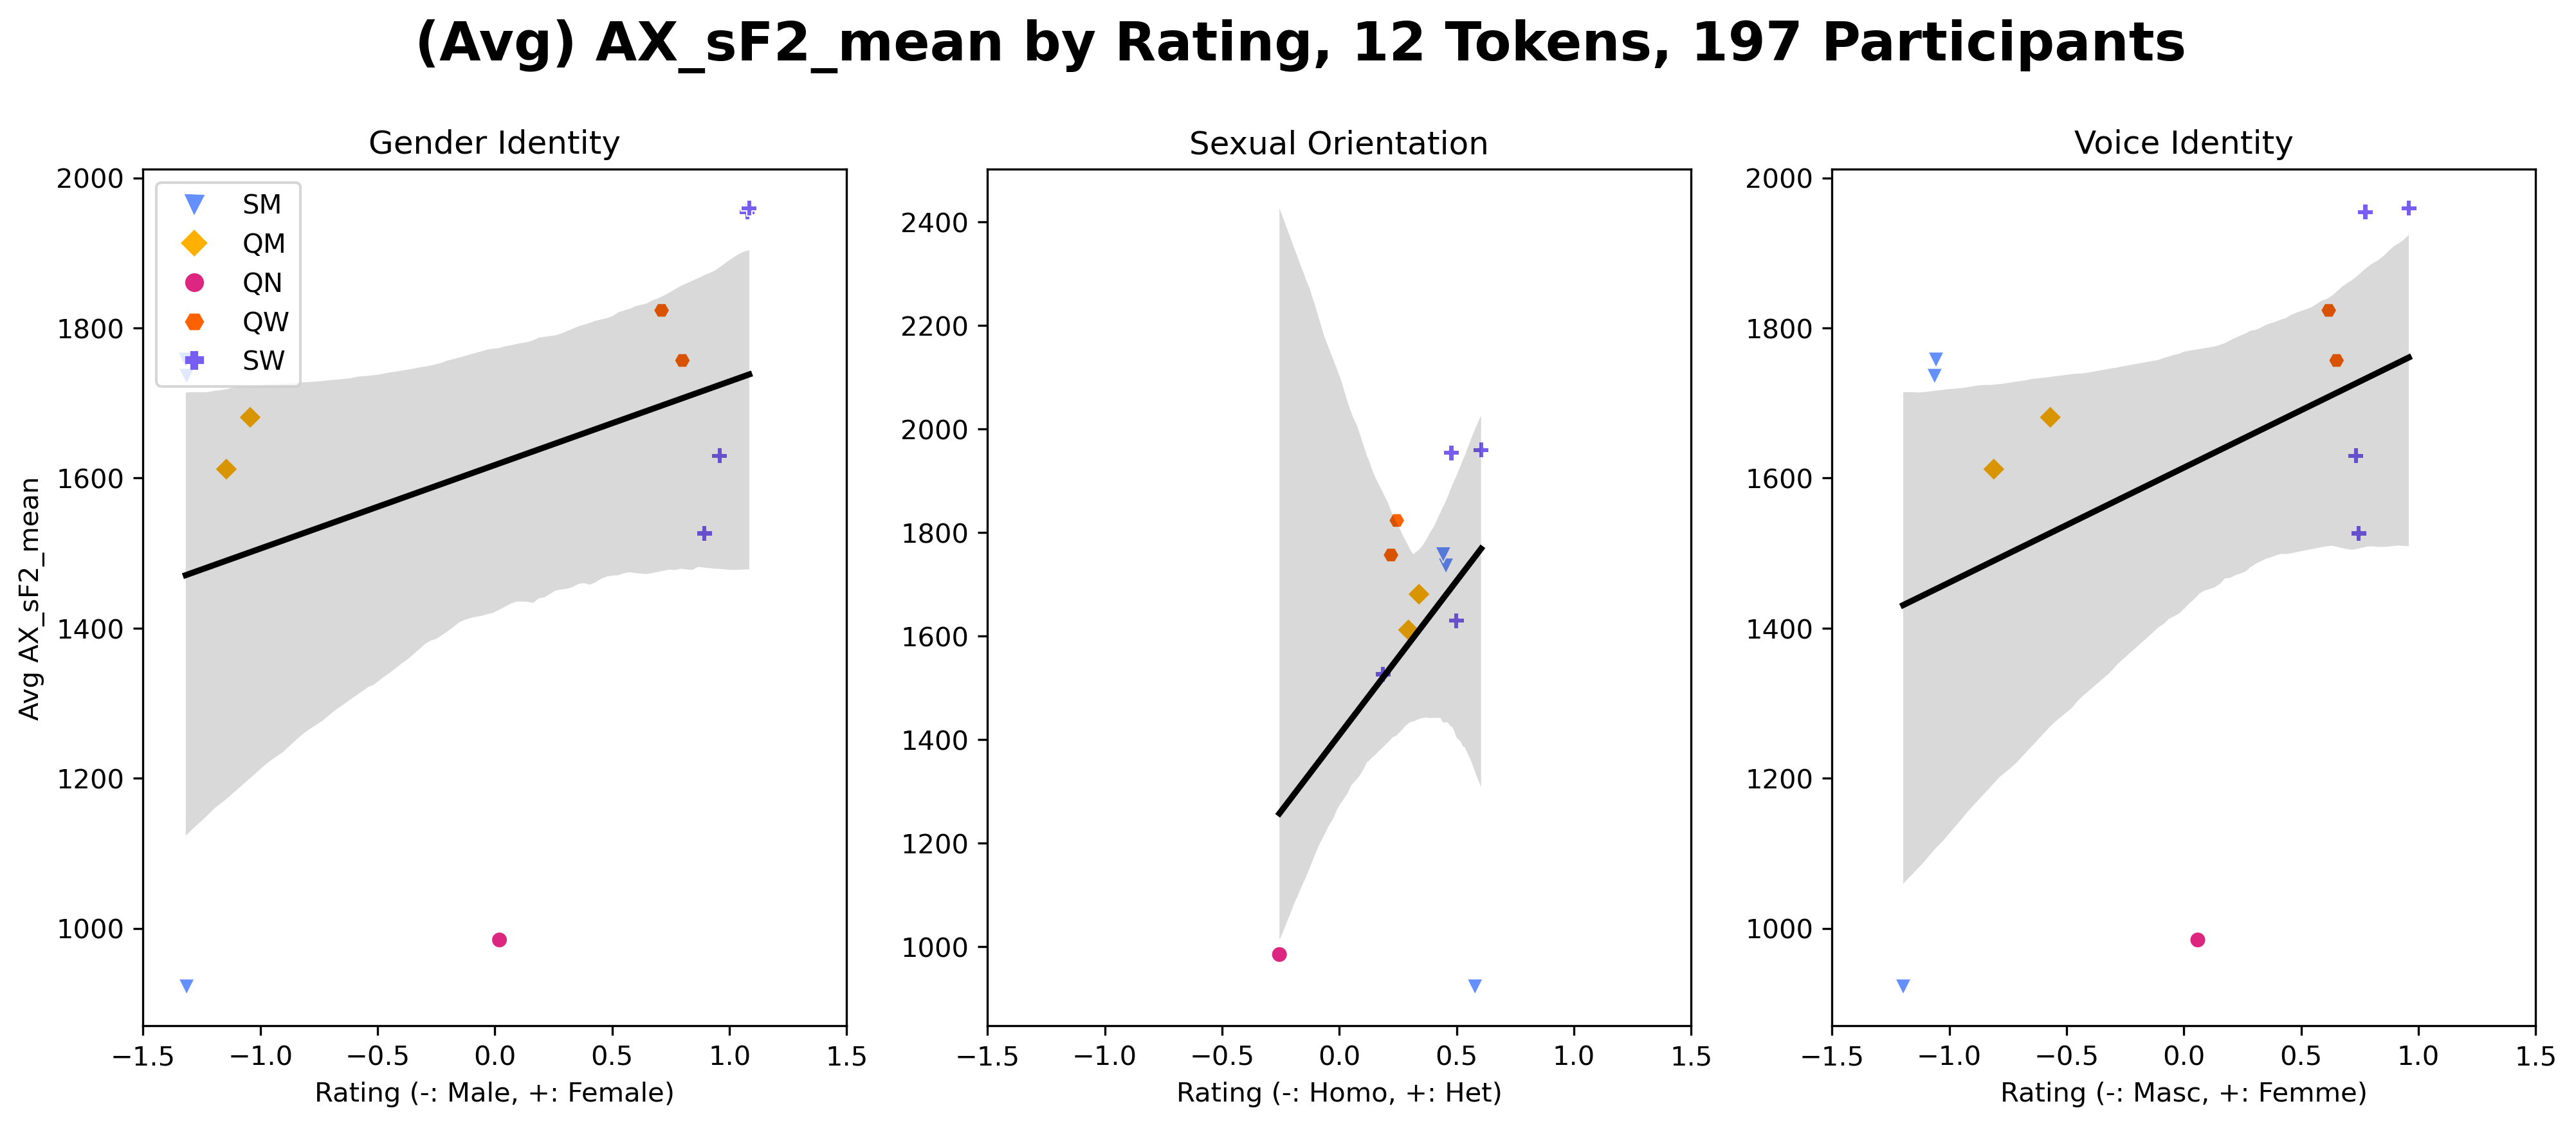 (Avg) AX_sF2_mean by Rating, 12 Tokens, 197 Participants
Gender Identity
Sexual Orientation
Voice Identity
2000
1800
1600
1400
1200
1000
Avg AX_sF2_mean
SM
QM
QN
QW
SW
−1.5 −1.0 −0.5 0.0 0.5 1.0 1.5
Rating (-: Male, +: Female)
2400
2200
2000
1800
1600
1400
1200
1000
−1.5 −1.0 −0.5 0.0 0.5 1.0 1.5
Rating (-: Homo, +: Het)
2000
1800
1600
1400
1200
1000
−1.5 −1.0 −0.5 0.0 0.5 1.0 1.5
Rating (-: Masc, +: Femme)